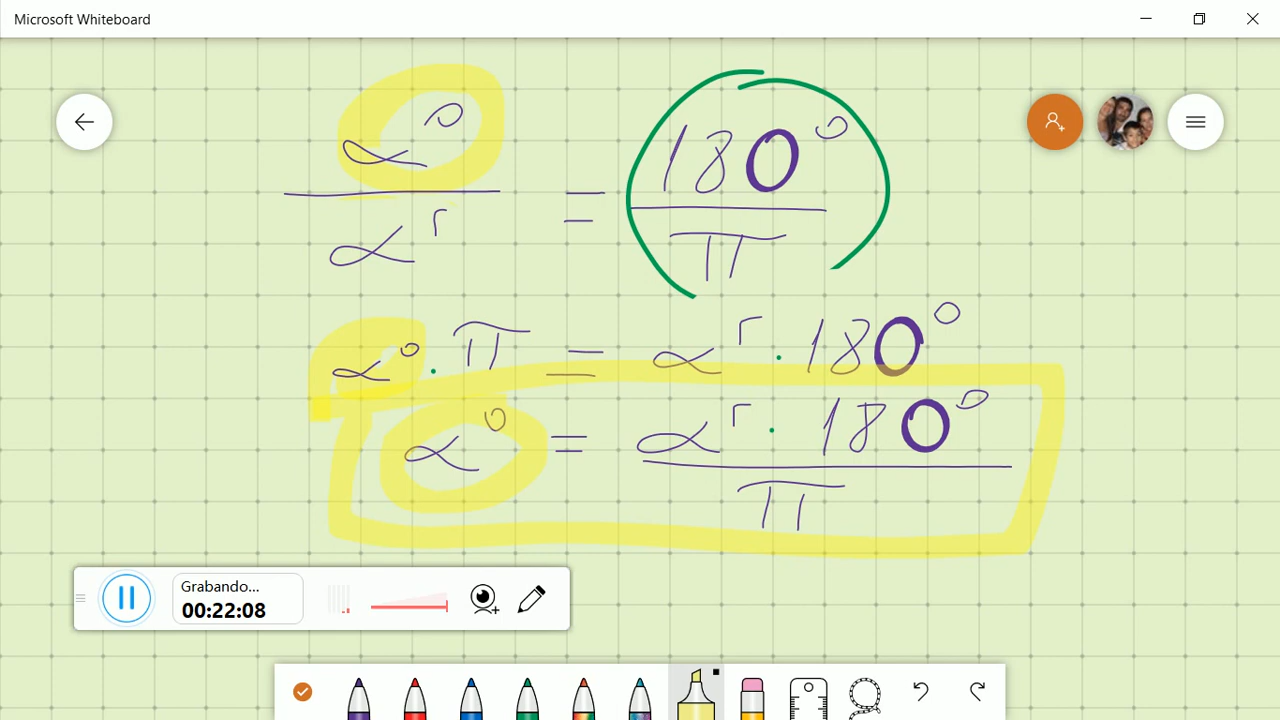 Microsoft Whiteboard
α° / αʳ = 180° / π
α° · π = αʳ · 180°
α° = αʳ · 180° / π
Grabando...
00:22:08